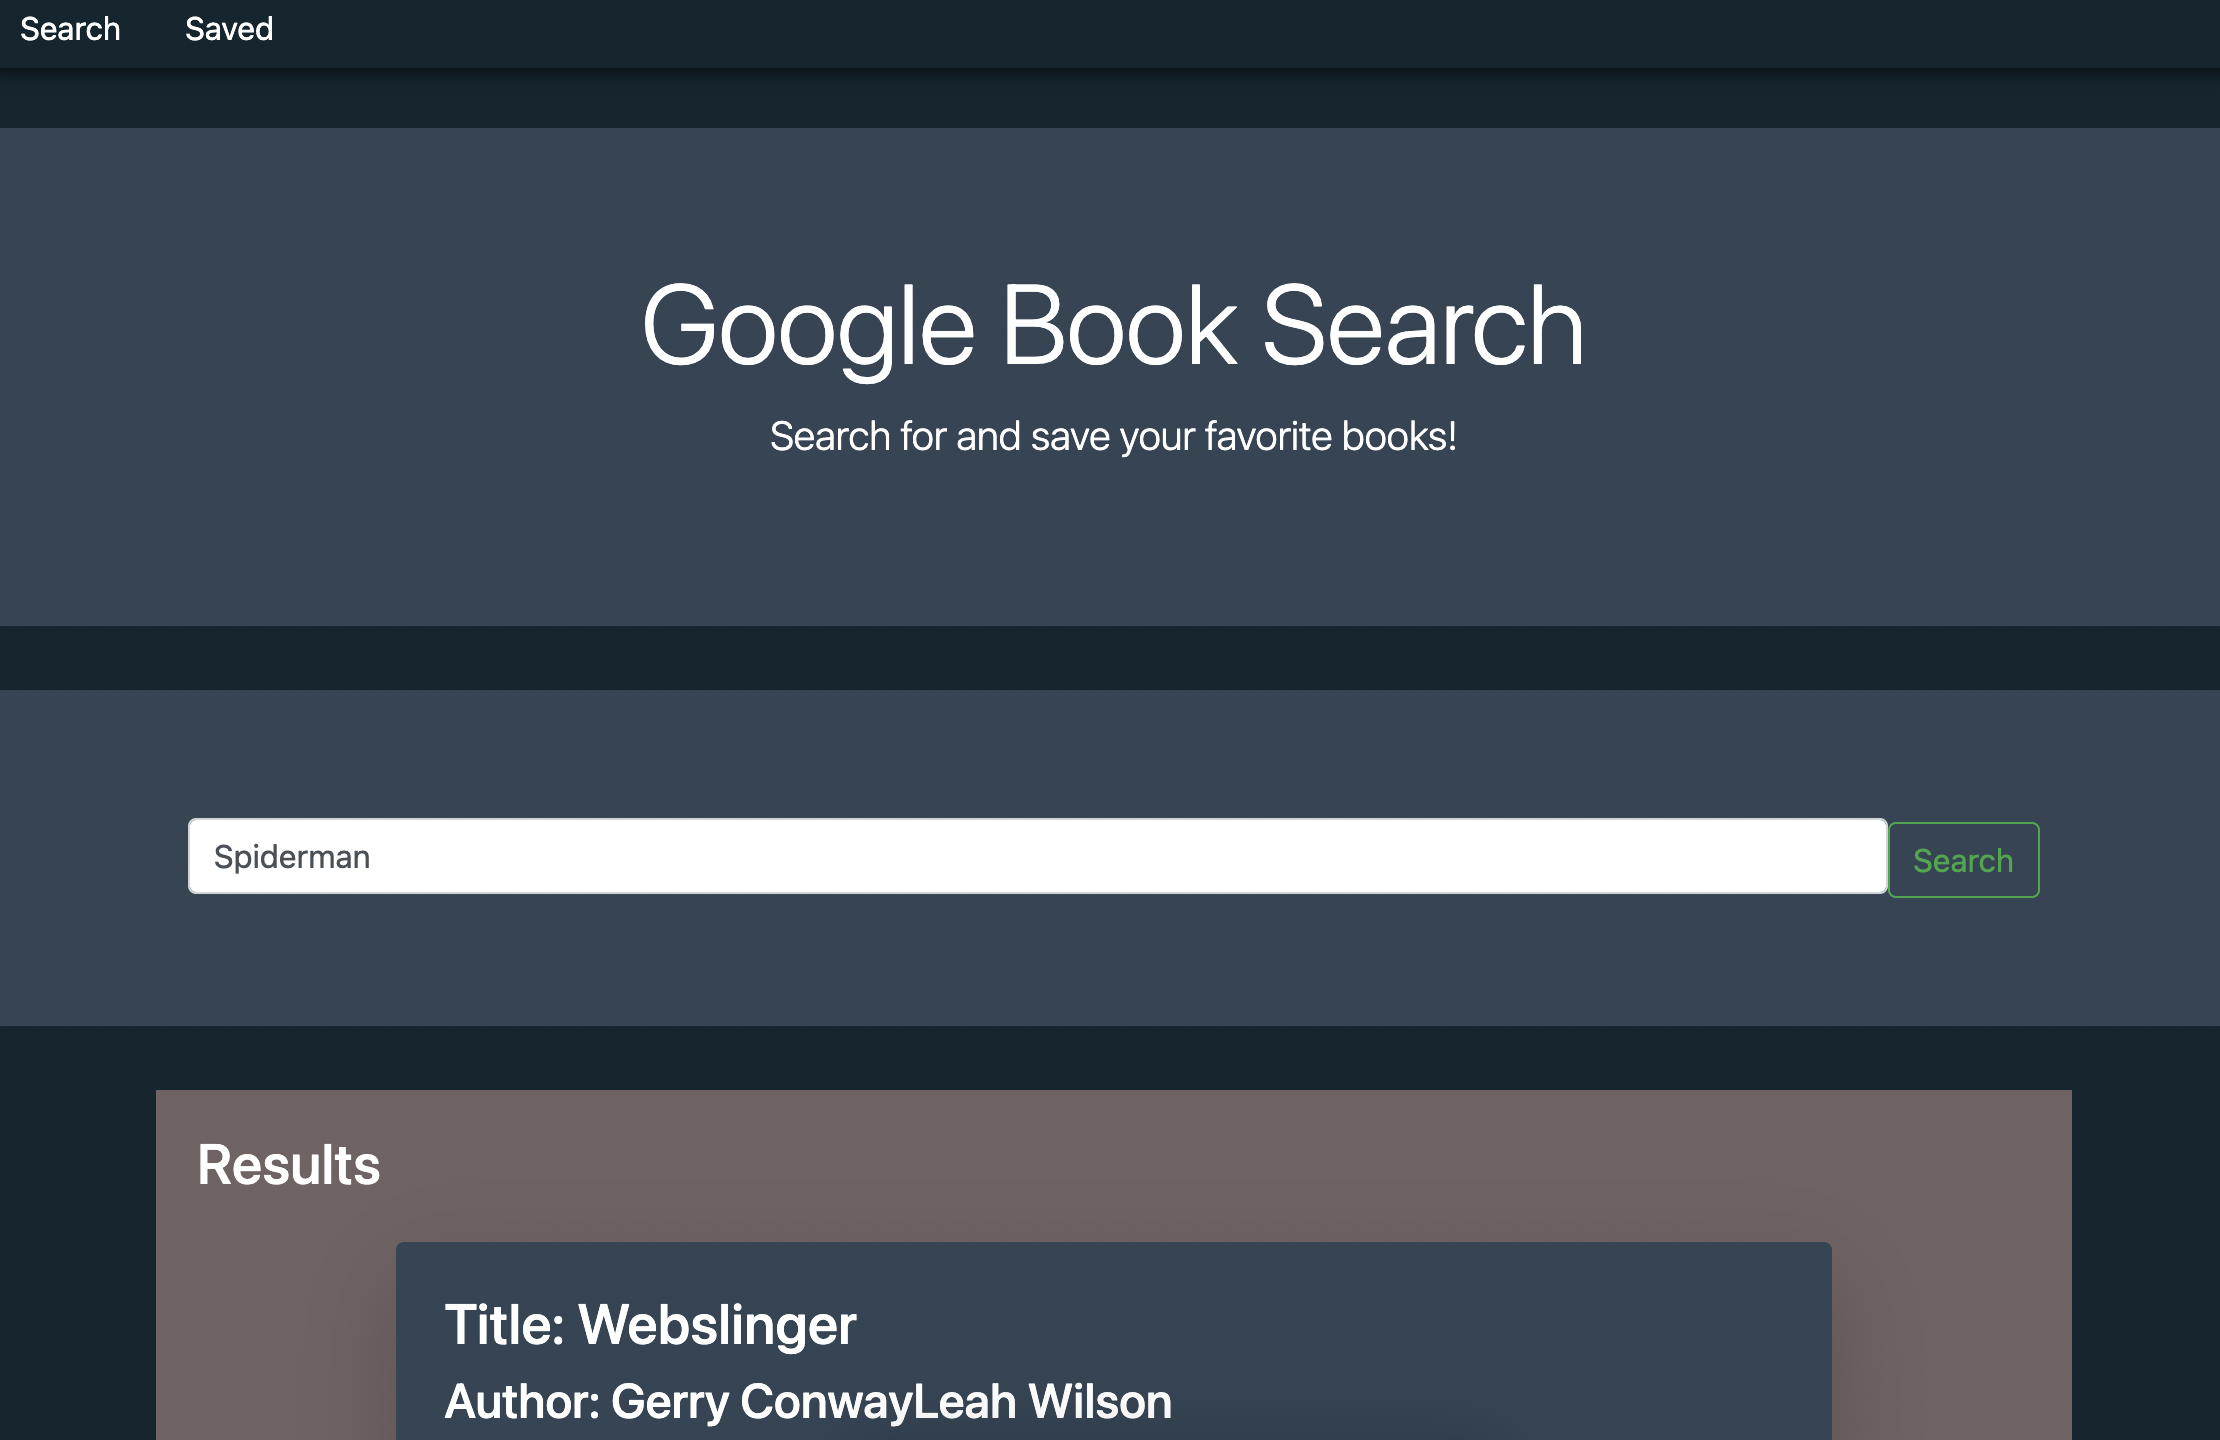 Search Saved
Google Book Search
Search for and save your favorite books!
Spiderman Search
Results
Title: Webslinger
Author: Gerry ConwayLeah Wilson